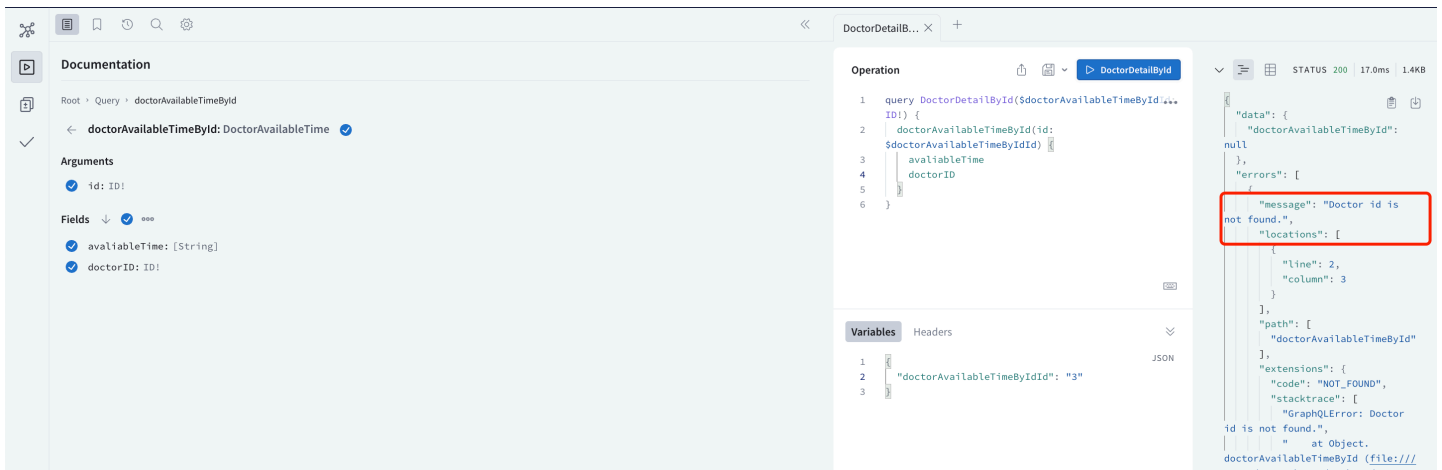 Documentation
Root › Query › doctorAvailableTimeById
doctorAvailableTimeById: DoctorAvailableTime
Arguments
id: ID!
Fields
avaliableTime: [String]
doctorID: ID!
DoctorDetailB...
Operation
DoctorDetailById
1 query DoctorDetailById($doctorAvailableTimeById
ID!) {
2 doctorAvailableTimeById(id:
$doctorAvailableTimeByIdId) {
3 avaliableTime
4 doctorID
5 }
6 }
Variables Headers
JSON
1 {
2 "doctorAvailableTimeByIdId": "3"
3 }
STATUS 200 17.0ms 1.4KB
{
"data": {
"doctorAvailableTimeById":
null
},
"errors": [
{
"message": "Doctor id is
not found.",
"locations": [
{
"line": 2,
"column": 3
}
],
"path": [
"doctorAvailableTimeById"
],
"extensions": {
"code": "NOT_FOUND",
"stacktrace": [
"GraphQLError: Doctor
id is not found.",
" at Object.
doctorAvailableTimeById (file:///